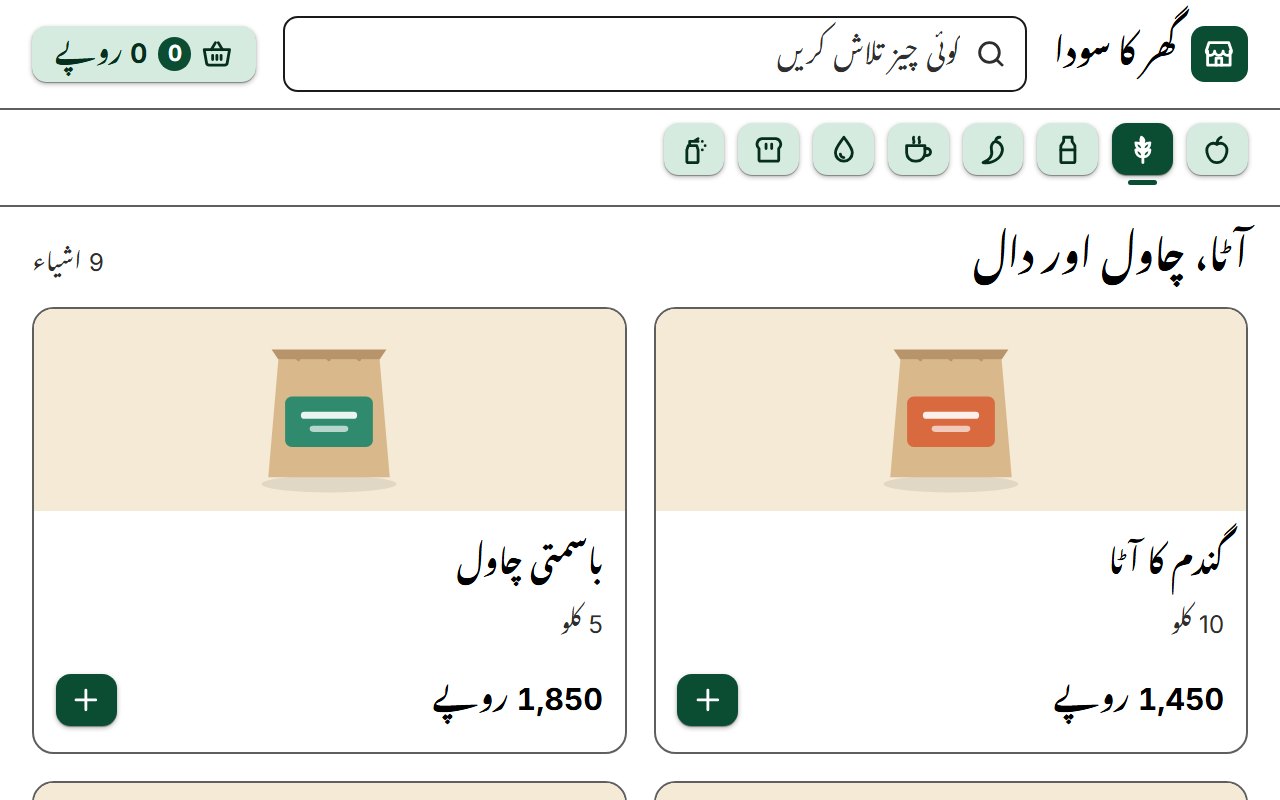 گھر کا سودا
کوئی چیز تلاش کریں
0 0 روپے
آٹا، چاول اور دال
9 اشیاء
گندم کا آٹا
10 کلو
1,450 روپے
باسمتی چاول
5 کلو
1,850 روپے